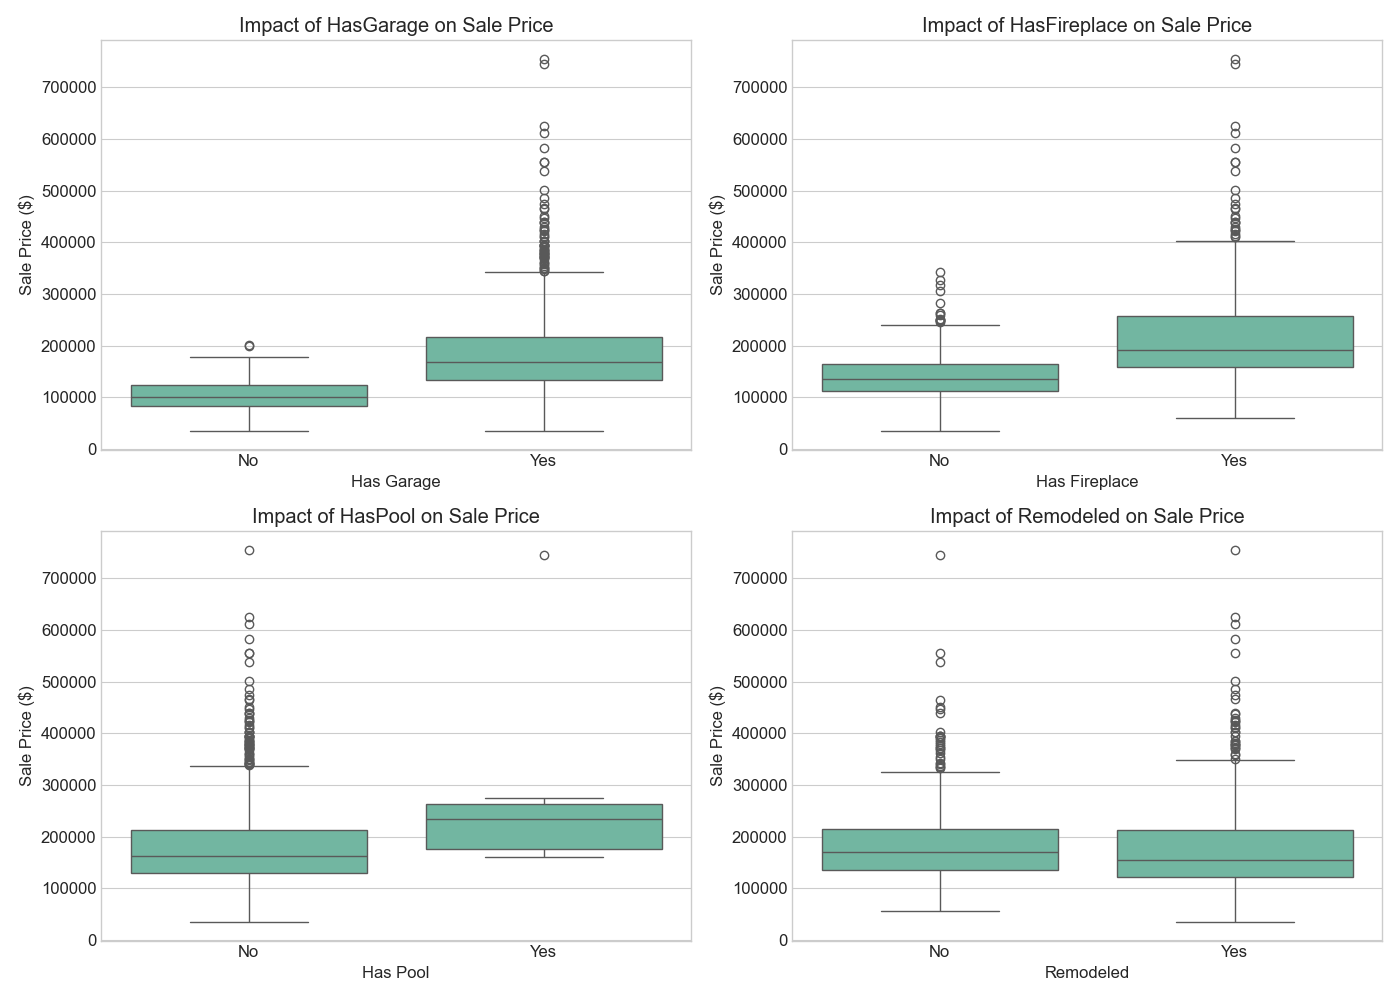 Impact of HasGarage on Sale Price
Sale Price ($)
700000
600000
500000
400000
300000
200000
100000
0
No Yes
Has Garage
Impact of HasFireplace on Sale Price
Sale Price ($)
700000
600000
500000
400000
300000
200000
100000
0
No Yes
Has Fireplace
Impact of HasPool on Sale Price
Sale Price ($)
700000
600000
500000
400000
300000
200000
100000
0
No Yes
Has Pool
Impact of Remodeled on Sale Price
Sale Price ($)
700000
600000
500000
400000
300000
200000
100000
0
No Yes
Remodeled